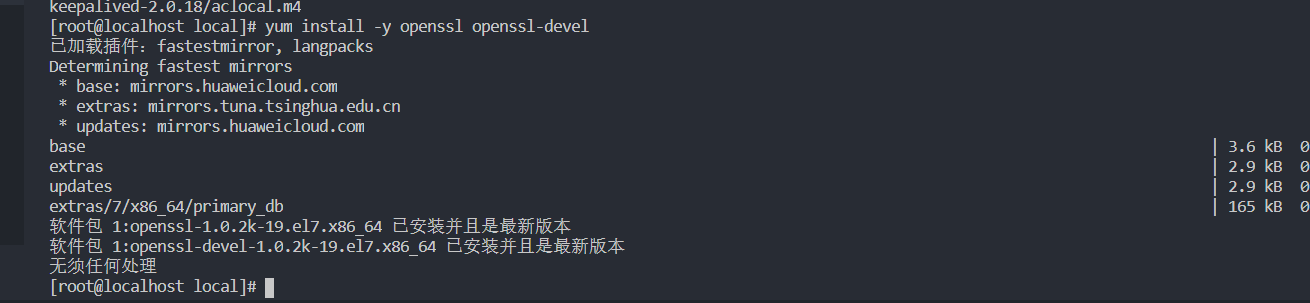 keepalived-2.0.18/aclocal.m4
[root@localhost local]# yum install -y openssl openssl-devel
已加载插件：fastestmirror, langpacks
Determining fastest mirrors
* base: mirrors.huaweicloud.com
* extras: mirrors.tuna.tsinghua.edu.cn
* updates: mirrors.huaweicloud.com
base | 3.6 kB 0
extras | 2.9 kB 0
updates | 2.9 kB 0
extras/7/x86_64/primary_db | 165 kB 0
软件包 1:openssl-1.0.2k-19.el7.x86_64 已安装并且是最新版本
软件包 1:openssl-devel-1.0.2k-19.el7.x86_64 已安装并且是最新版本
无须任何处理
[root@localhost local]#